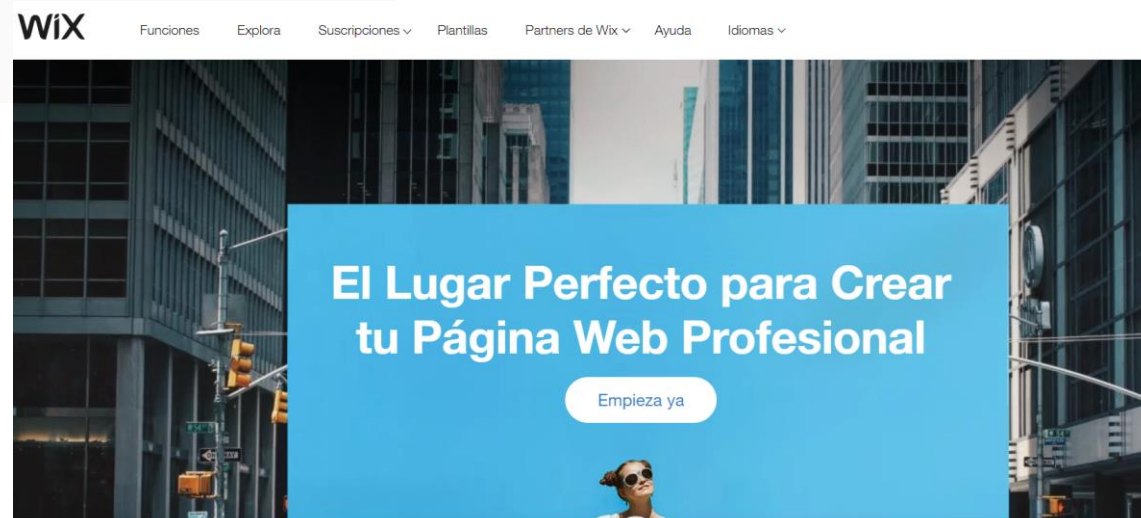 WiX
Funciones Explora Suscripciones Plantillas Partners de Wix Ayuda Idiomas
El Lugar Perfecto para Crear
tu Página Web Profesional
Empieza ya